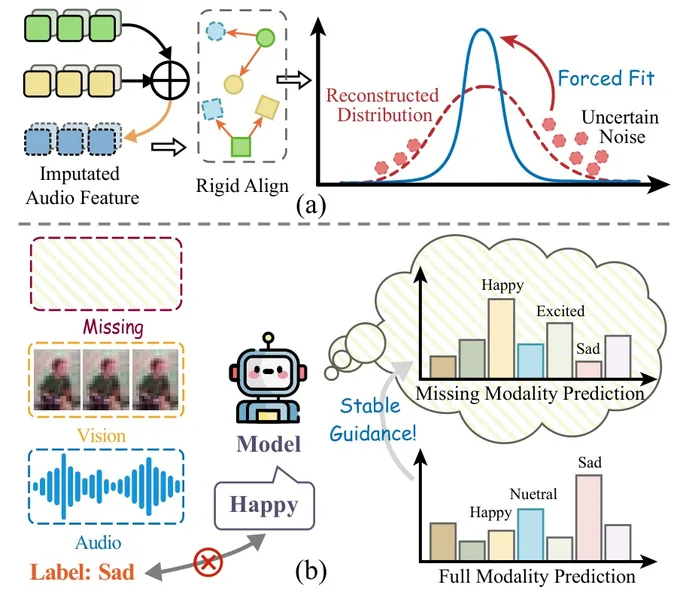 Imputated
Audio Feature
Rigid Align
Reconstructed
Distribution
Forced Fit
Uncertain
Noise
(a)
Missing
Vision
Audio
Label: Sad
Model
Happy
Stable
Guidance!
Happy
Excited
Sad
Missing Modality Prediction
Sad
Nuetral
Happy
Full Modality Prediction
(b)